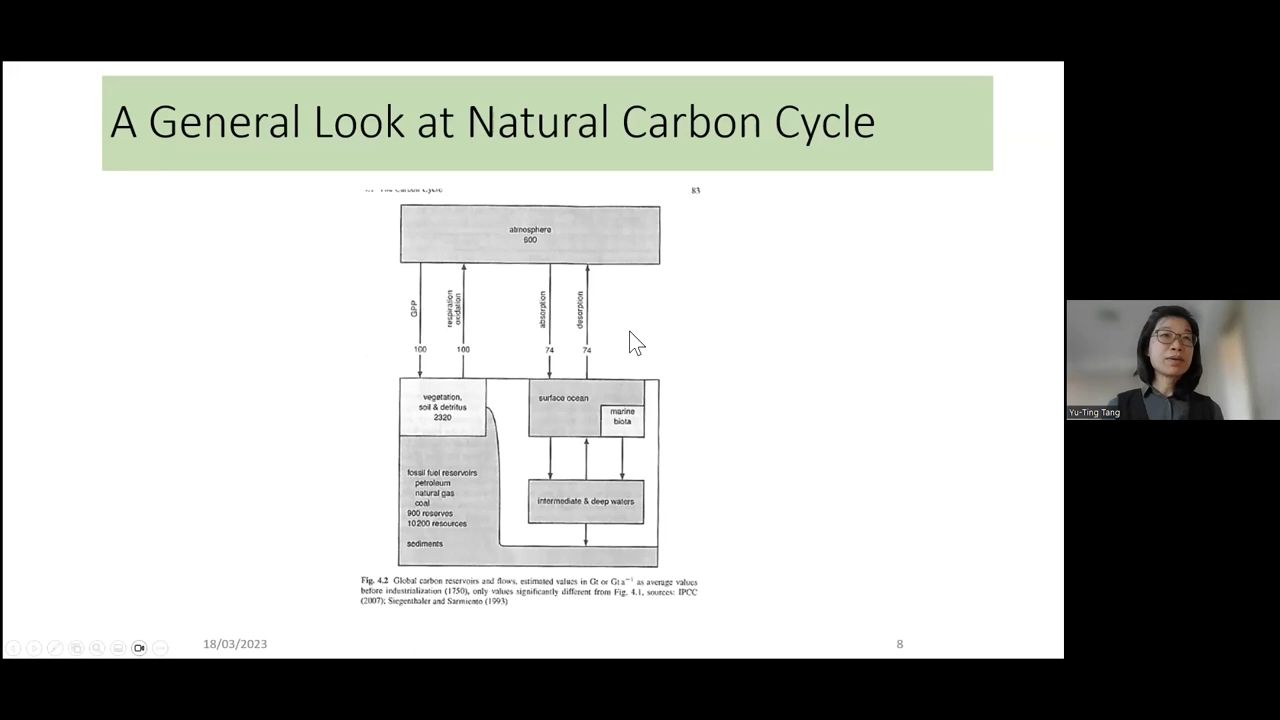 A General Look at Natural Carbon Cycle
The Carbon Cycle
83
atmosphere
600
GPP
respiration
oxidation
absorption
desorption
100
100
74
74
vegetation,
soil & detritus
2320
surface ocean
marine
biota
fossil fuel reservoirs
petroleum
natural gas
coal
900 reserves
10200 resources
sediments
intermediate & deep waters
Fig. 4.2 Global carbon reservoirs and flows, estimated values in Gt or Gt a⁻¹ as average values
before industrialization (1750), only values significantly different from Fig. 4.1, sources: IPCC
(2007); Siegenthaler and Sarmiento (1993)
18/03/2023
8
Yu-Ting Tang